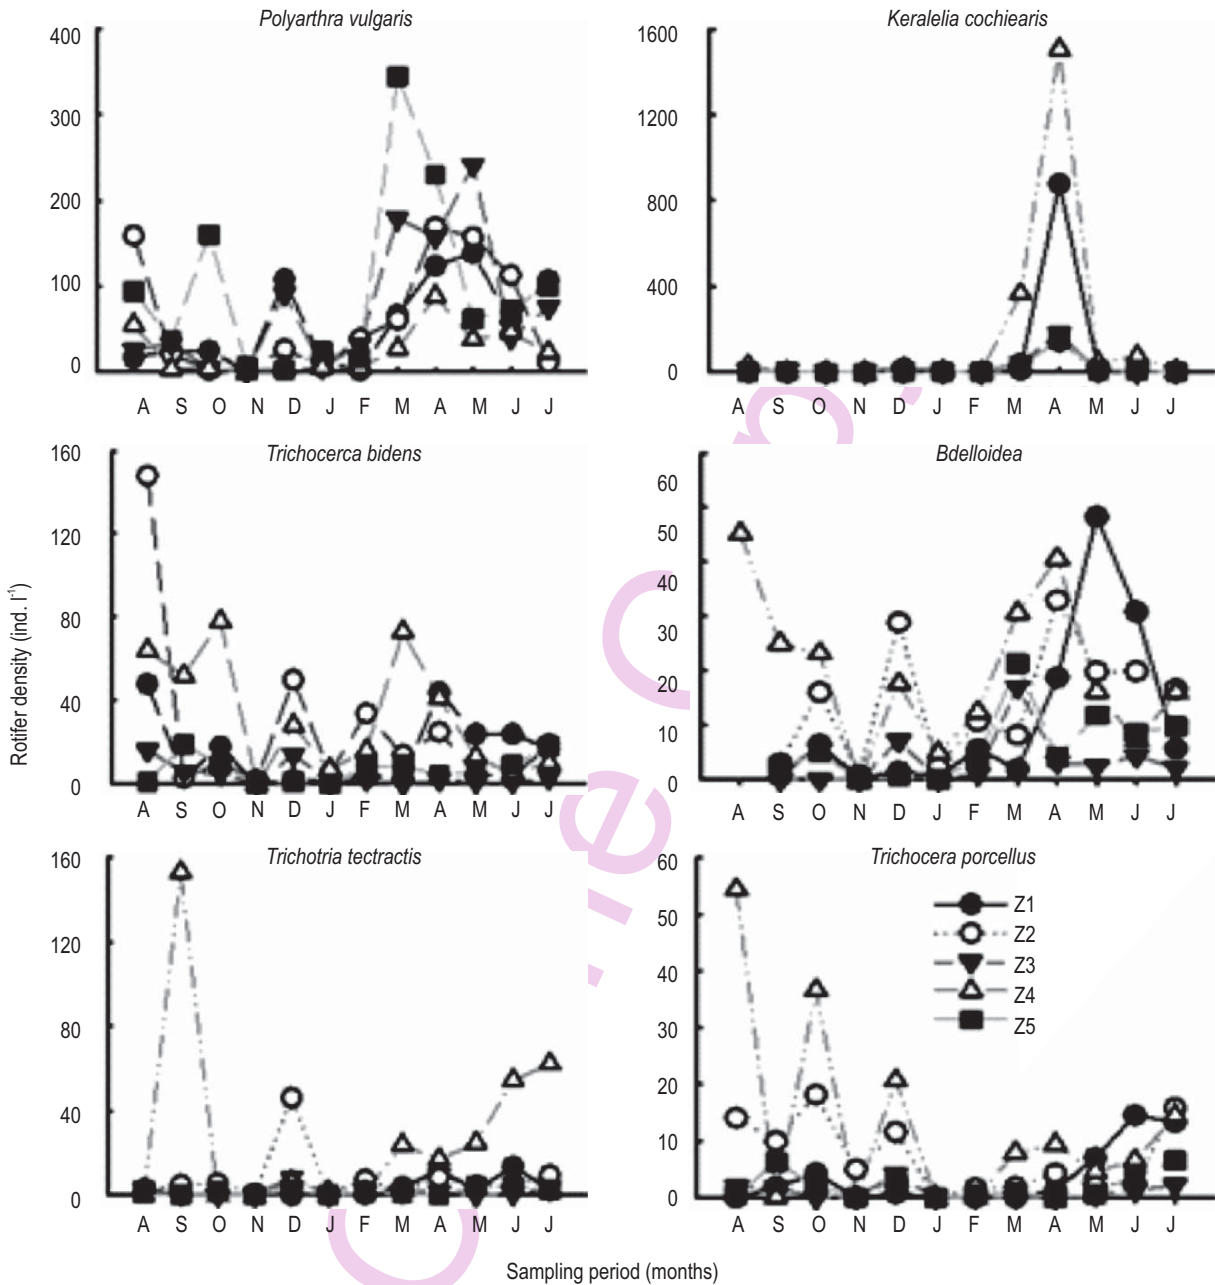 Polyarthra vulgaris
Keralelia cochiearis
400
300
200
100
0
A S O N D J F M A M J J
1600
1200
800
400
0
A S O N D J F M A M J J
Trichocerca bidens
Bdelloidea
160
120
80
40
0
A S O N D J F M A M J J
60
50
40
30
20
10
0
A S O N D J F M A M J J
Rotifer density (ind. l-1)
Trichotria tectractis
Trichocera porcellus
160
120
80
40
0
A S O N D J F M A M J J
60
50
40
30
20
10
0
Z1
Z2
Z3
Z4
Z5
A S O N D J F M A M J J
Sampling period (months)